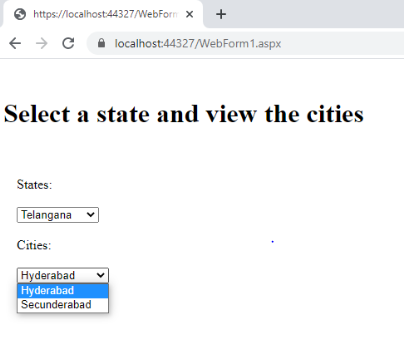 https://localhost:44327/WebForm
localhost:44327/WebForm1.aspx
Select a state and view the cities
States:
Telangana
Cities:
Hyderabad
Hyderabad
Secunderabad